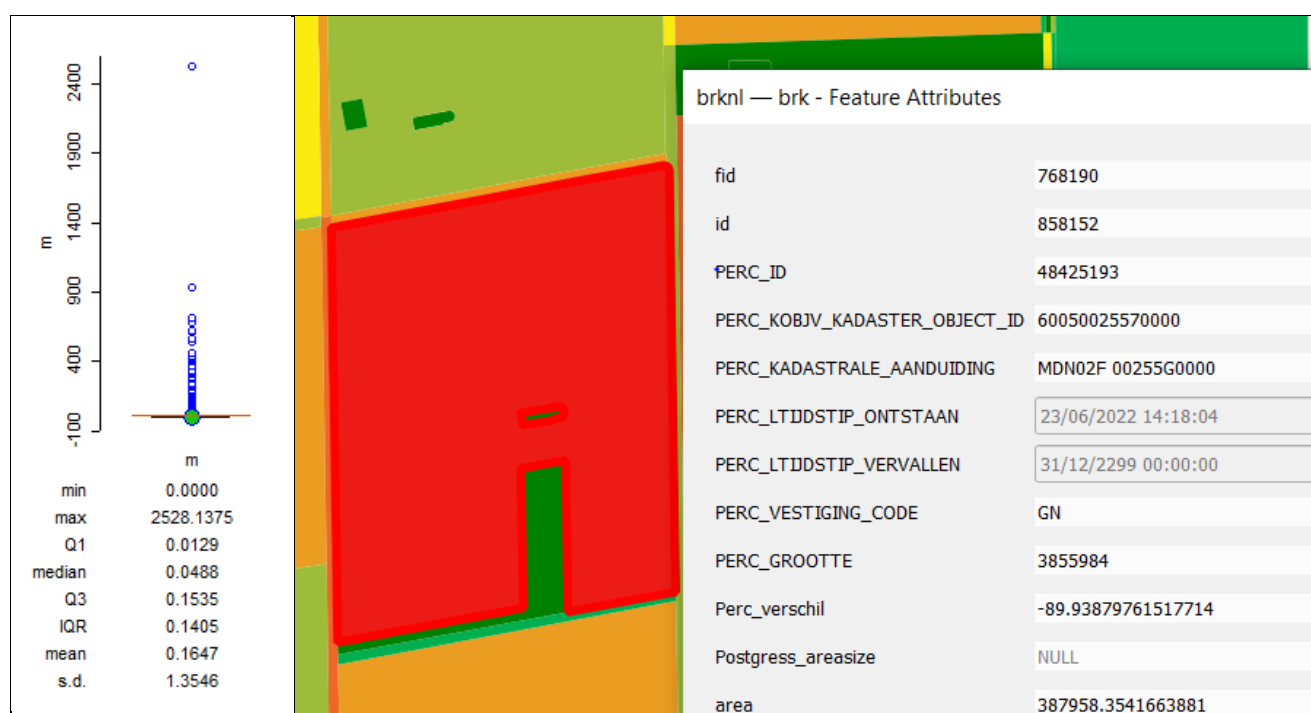 2400
1900
1400
900
400
-100
m
m
min 0.0000
max 2528.1375
Q1 0.0129
median 0.0488
Q3 0.1535
IQR 0.1405
mean 0.1647
s.d. 1.3546
brknl — brk - Feature Attributes
fid 768190
id 858152
PERC_ID 48425193
PERC_KOBJV_KADASTER_OBJECT_ID 60050025570000
PERC_KADASTRALE_AANDUIDING MDN02F 00255G0000
PERC_LTIJDSTIP_ONTSTAAN 23/06/2022 14:18:04
PERC_LTIJDSTIP_VERVALLEN 31/12/2299 00:00:00
PERC_VESTIGING_CODE GN
PERC_GROOTTE 3855984
Perc_verschil -89.93879761517714
Postgress_areasize NULL
area 387958.3541663881